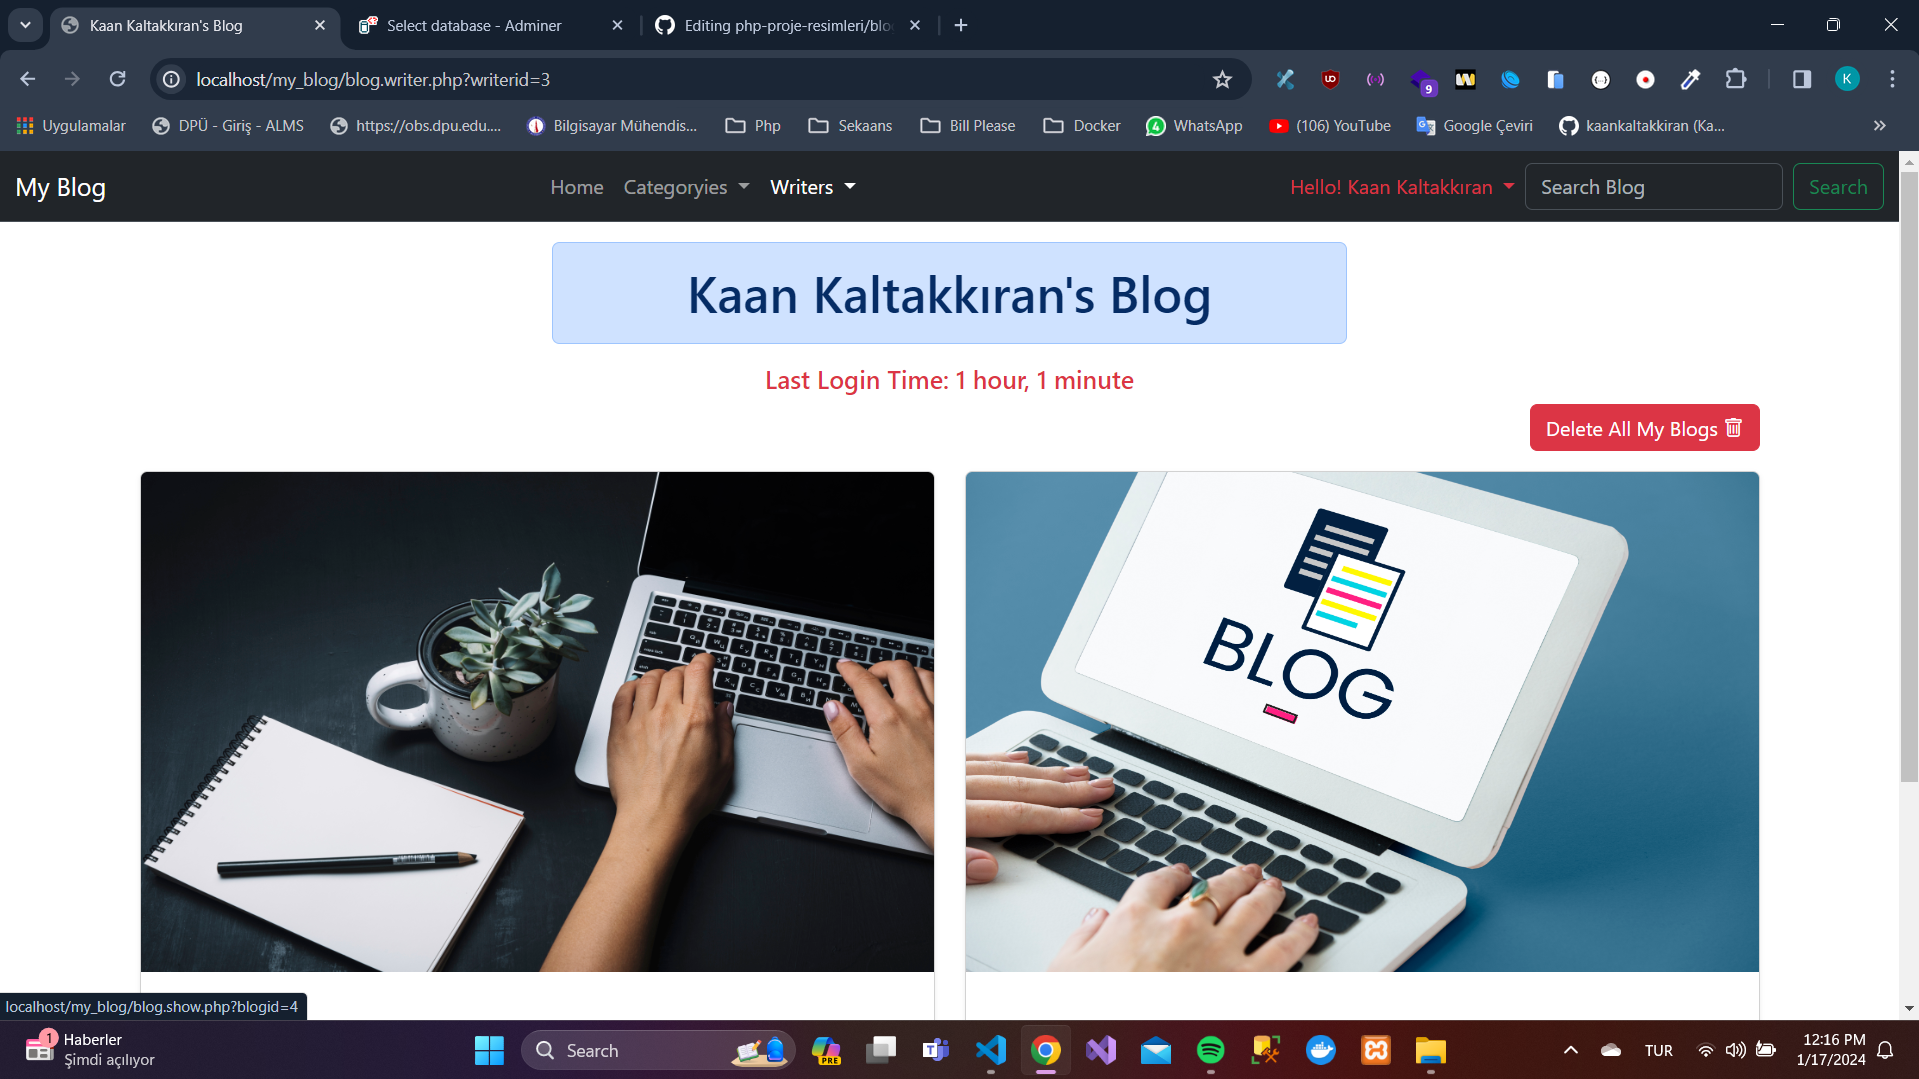 Kaan Kaltakkıran's Blog
Select database - Adminer
Editing php-proje-resimleri/blo
localhost/my_blog/blog.writer.php?writerid=3
9
K
Uygulamalar
DPÜ - Giriş - ALMS
https://obs.dpu.edu....
Bilgisayar Mühendis...
Php
Sekaans
Bill Please
Docker
4
WhatsApp
(106) YouTube
Google Çeviri
kaankaltakkiran (Ka...
My Blog
Home
Categoryies
Writers
Hello! Kaan Kaltakkıran
Search Blog
Search
Kaan Kaltakkıran's Blog
Last Login Time: 1 hour, 1 minute
Delete All My Blogs
BLOG
localhost/my_blog/blog.show.php?blogid=4
1
Haberler
Şimdi açılıyor
Search
PRE
TUR
12:16 PM
1/17/2024